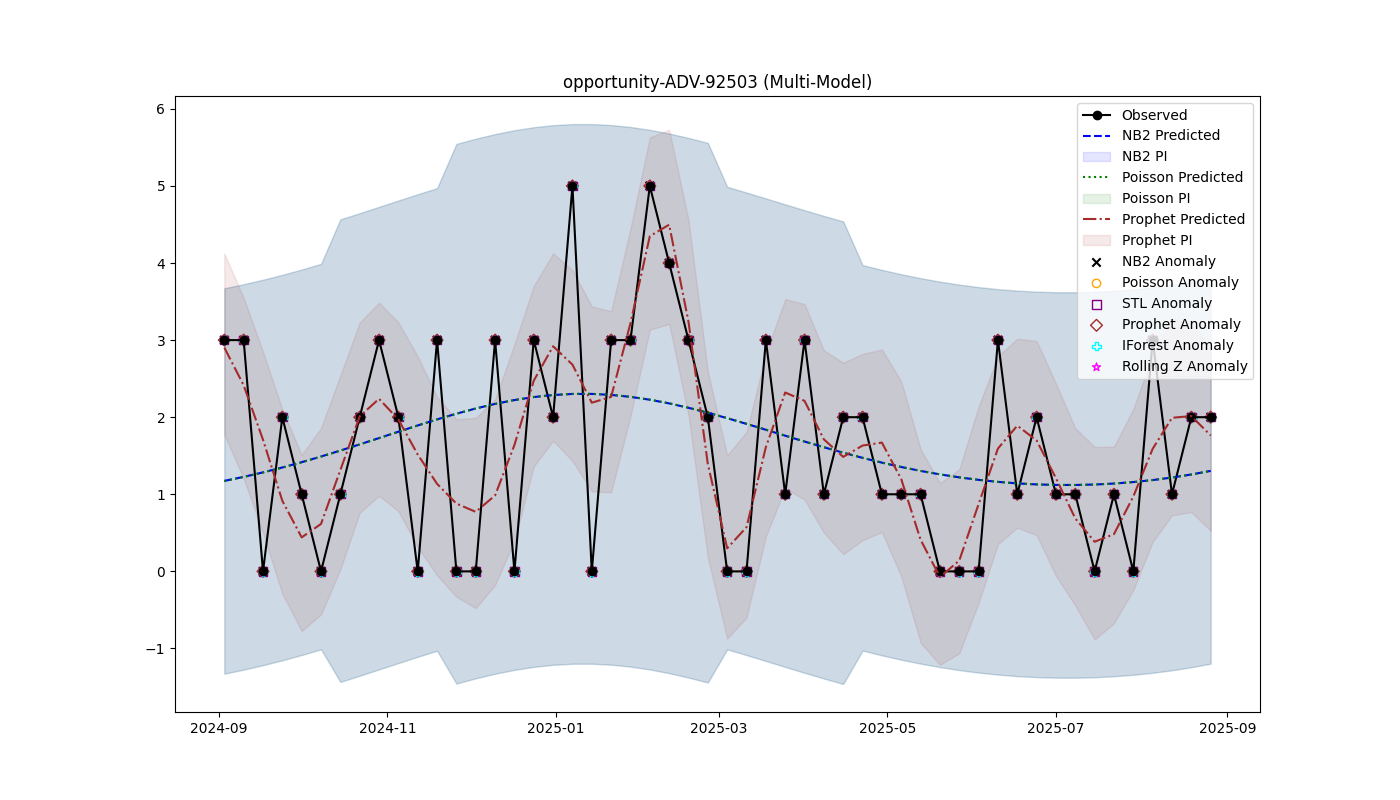 opportunity-ADV-92503 (Multi-Model)
6
5
4
3
2
1
0
−1
2024-09
2024-11
2025-01
2025-03
2025-05
2025-07
2025-09
Observed
NB2 Predicted
NB2 PI
Poisson Predicted
Poisson PI
Prophet Predicted
Prophet PI
NB2 Anomaly
Poisson Anomaly
STL Anomaly
Prophet Anomaly
IForest Anomaly
Rolling Z Anomaly